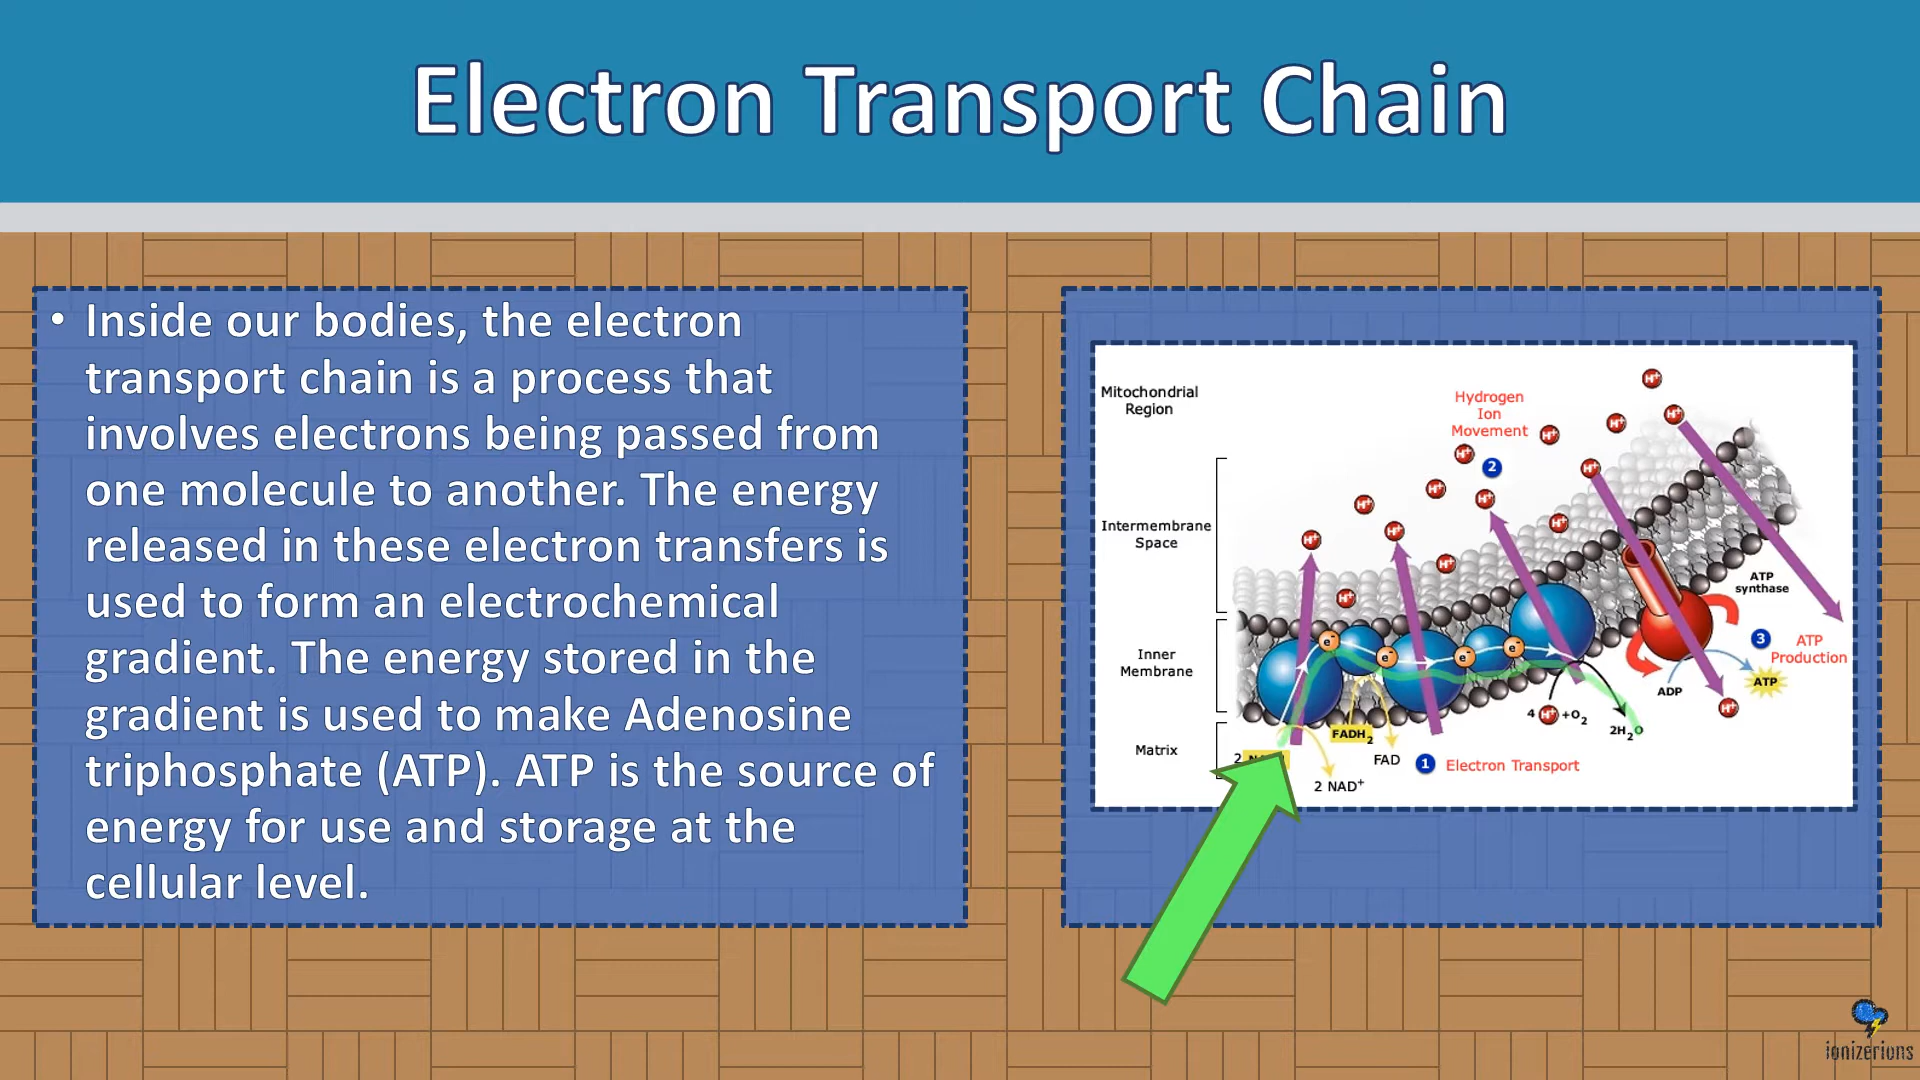 Electron Transport Chain
• Inside our bodies, the electron
transport chain is a process that
involves electrons being passed from
one molecule to another. The energy
released in these electron transfers is
used to form an electrochemical
gradient. The energy stored in the
gradient is used to make Adenosine
triphosphate (ATP). ATP is the source of
energy for use and storage at the
cellular level.
Mitochondrial
Region
Hydrogen
Ion
Movement
2
H⁺
H⁺
H⁺
H⁺
H⁺
H⁺
H⁺
H⁺
H⁺
H⁺
H⁺
H⁺
H⁺
H⁺
Intermembrane
Space
ATP
synthase
Inner
Membrane
e⁻
e⁻
e⁻
e⁻
3
ATP
Production
ATP
ADP
H⁺
4 H⁺ +O₂
2H₂O
FADH₂
Matrix
2
FAD
1 Electron Transport
2 NAD⁺
ionizerions